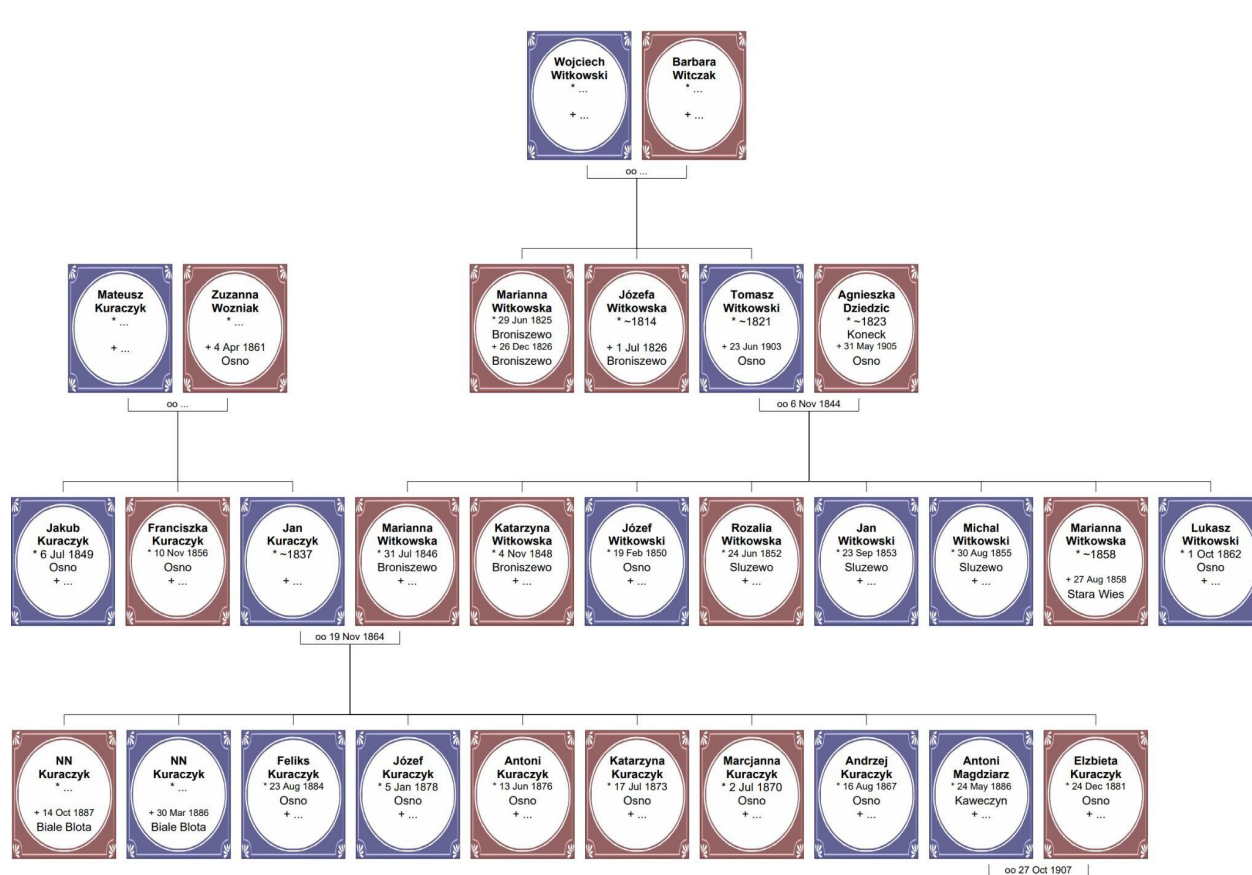 Wojciech
Witkowski
* ...
+ ...
Barbara
Witczak
* ...
+ ...
oo ...
Mateusz
Kuraczyk
* ...
+ ...
Zuzanna
Wozniak
* ...
+ 4 Apr 1861
Osno
Marianna
Witkowska
* 29 Jun 1825
Broniszewo
+ 26 Dec 1826
Broniszewo
Józefa
Witkowska
* ~1814
+ 1 Jul 1826
Broniszewo
Tomasz
Witkowski
* ~1821
+ 23 Jun 1903
Osno
Agnieszka
Dziedzic
* ~1823
Koneck
+ 31 May 1905
Osno
oo ...
oo 6 Nov 1844
Jakub
Kuraczyk
* 6 Jul 1849
Osno
+ ...
Franciszka
Kuraczyk
* 10 Nov 1856
Osno
+ ...
Jan
Kuraczyk
* ~1837
+ ...
Marianna
Witkowska
* 31 Jul 1846
Broniszewo
+ ...
Katarzyna
Witkowska
* 4 Nov 1848
Broniszewo
+ ...
Józef
Witkowski
* 19 Feb 1850
Osno
+ ...
Rozalia
Witkowska
* 24 Jun 1852
Sluzewo
+ ...
Jan
Witkowski
* 23 Sep 1853
Sluzewo
+ ...
Michal
Witkowski
* 30 Aug 1855
Sluzewo
+ ...
Marianna
Witkowska
* ~1858
+ 27 Aug 1858
Stara Wies
Lukasz
Witkowski
* 1 Oct 1862
Osno
+ ...
oo 19 Nov 1864
NN
Kuraczyk
* ...
+ 14 Oct 1887
Biale Blota
NN
Kuraczyk
* ...
+ 30 Mar 1886
Biale Blota
Feliks
Kuraczyk
* 23 Aug 1884
Osno
+ ...
Józef
Kuraczyk
* 5 Jan 1878
Osno
+ ...
Antoni
Kuraczyk
* 13 Jun 1876
Osno
+ ...
Katarzyna
Kuraczyk
* 17 Jul 1873
Osno
+ ...
Marcjanna
Kuraczyk
* 2 Jul 1870
Osno
+ ...
Andrzej
Kuraczyk
* 16 Aug 1867
Osno
+ ...
Antoni
Magdziarz
* 24 May 1886
Kaweczyn
+ ...
Elzbieta
Kuraczyk
* 24 Dec 1881
Osno
+ ...
oo 27 Oct 1907